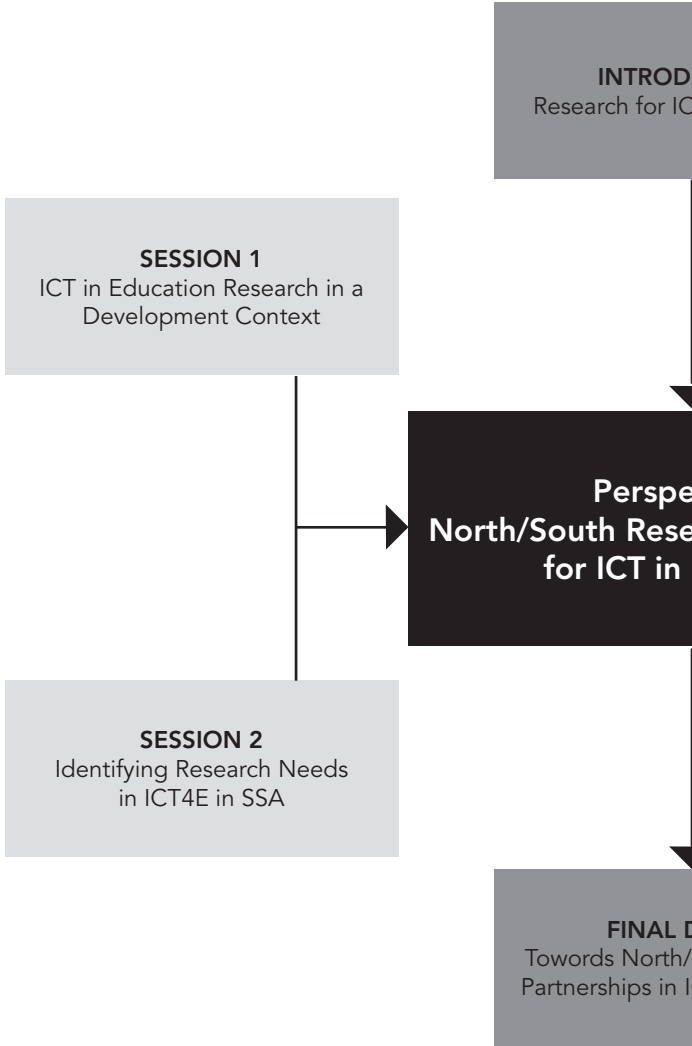 INTROD
Research for IC
SESSION 1
ICT in Education Research in a
Development Context
Perspe
North/South Rese
for ICT in
SESSION 2
Identifying Research Needs
in ICT4E in SSA
FINAL D
Towords North/
Partnerships in I